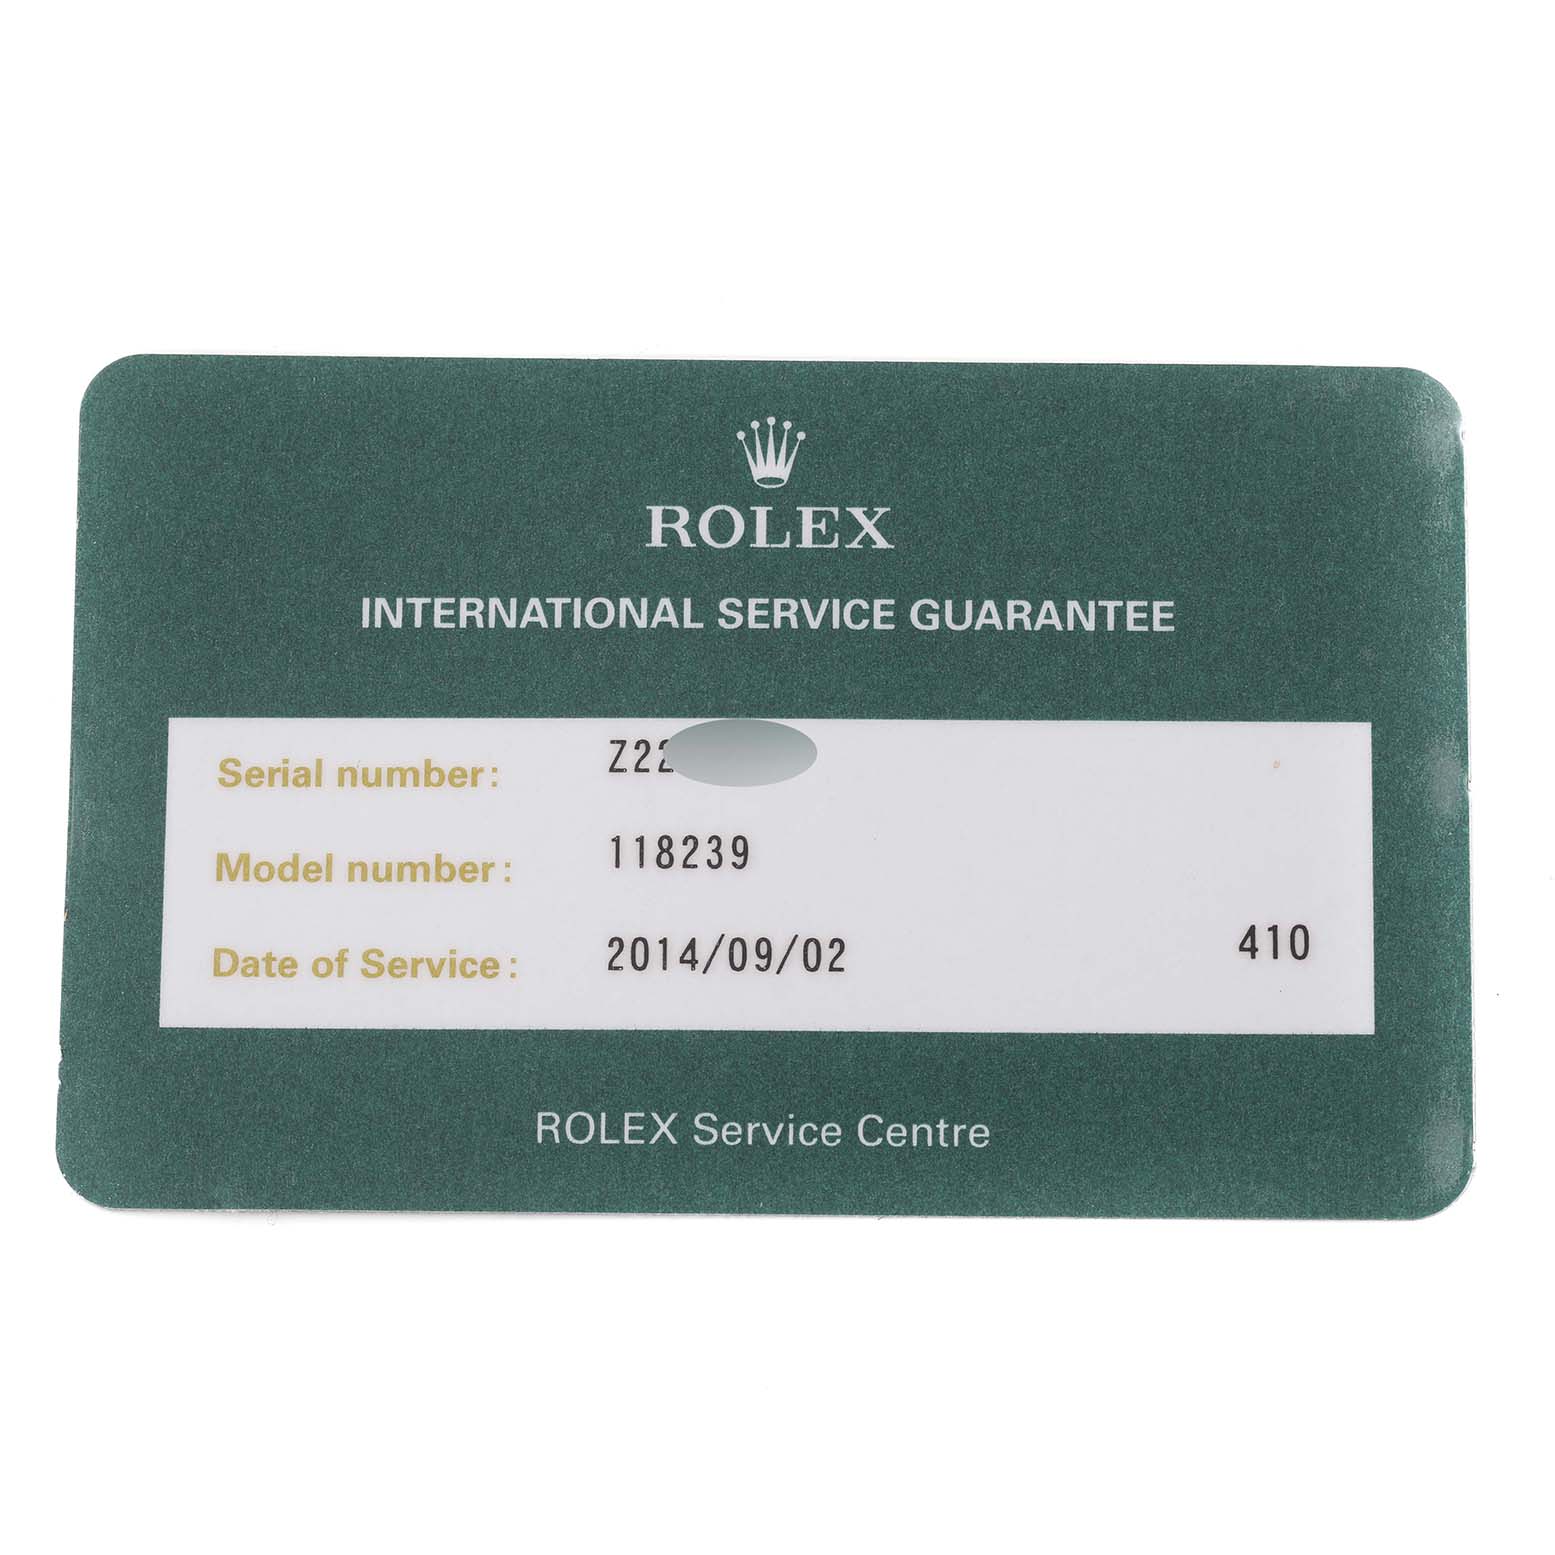 ROLEX
INTERNATIONAL SERVICE GUARANTEE
Serial number: Z22
Model number: 118239
Date of Service: 2014/09/02 410
ROLEX Service Centre